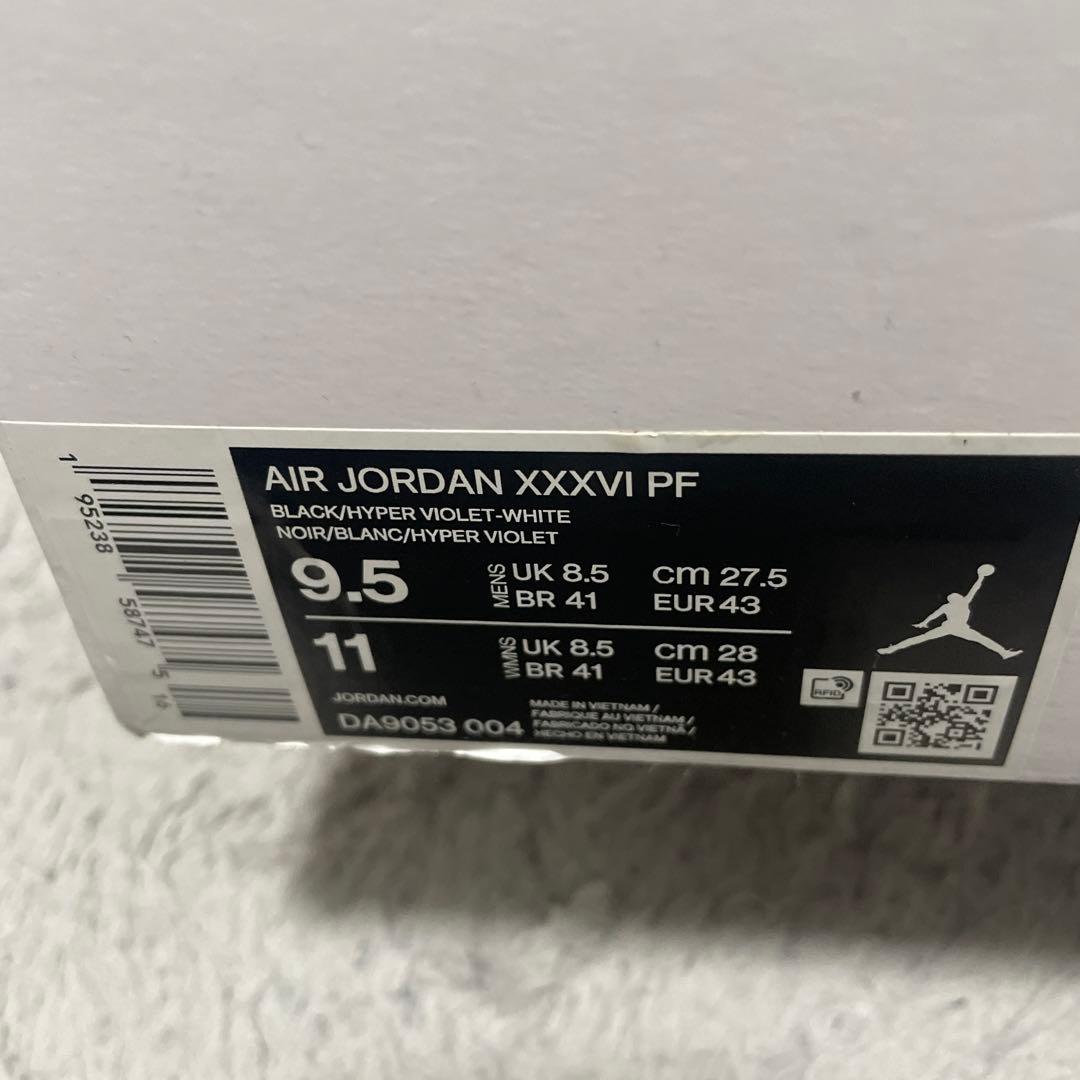 AIR JORDAN XXXVI PF
BLACK/HYPER VIOLET-WHITE
NOIR/BLANC/HYPER VIOLET
9.5 MENS UK 8.5 cm 27.5
BR 41 EUR 43
11 WMNS UK 8.5 cm 28
BR 41 EUR 43
JORDAN.COM
DA9053 004
MADE IN VIETNAM /
FABRIQUE AU VIETNAM /
FABRICADO NO VIETNÃ /
HECHO EN VIETNAM
RFID
1 95238 58747 5